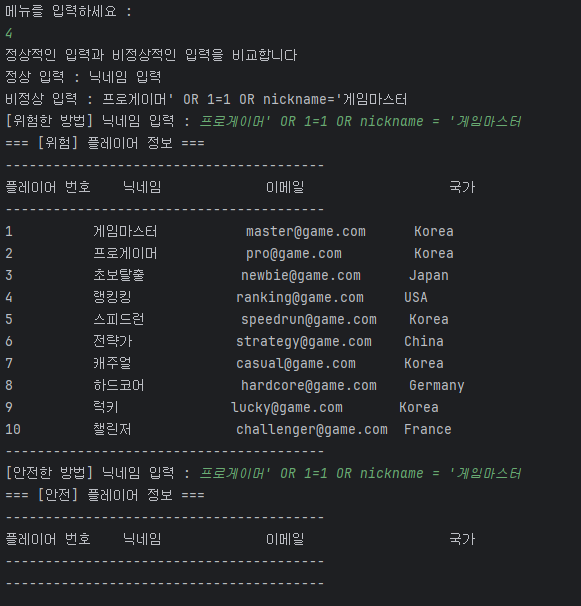 메뉴를 입력하세요 :
4
정상적인 입력과 비정상적인 입력을 비교합니다
정상 입력 : 닉네임 입력
비정상 입력 : 프로게이머' OR 1=1 OR nickname='게임마스터
[위험한 방법] 닉네임 입력 : 프로게이머' OR 1=1 OR nickname = '게임마스터
=== [위험] 플레이어 정보 ===
----------------------------------------
플레이어 번호 닉네임 이메일 국가
----------------------------------------
1 게임마스터 master@game.com Korea
2 프로게이머 pro@game.com Korea
3 초보탈출 newbie@game.com Japan
4 랭킹킹 ranking@game.com USA
5 스피드런 speedrun@game.com Korea
6 전략가 strategy@game.com China
7 캐주얼 casual@game.com Korea
8 하드코어 hardcore@game.com Germany
9 럭키 lucky@game.com Korea
10 챌린저 challenger@game.com France
----------------------------------------
[안전한 방법] 닉네임 입력 : 프로게이머' OR 1=1 OR nickname = '게임마스터
=== [안전] 플레이어 정보 ===
----------------------------------------
플레이어 번호 닉네임 이메일 국가
----------------------------------------
----------------------------------------